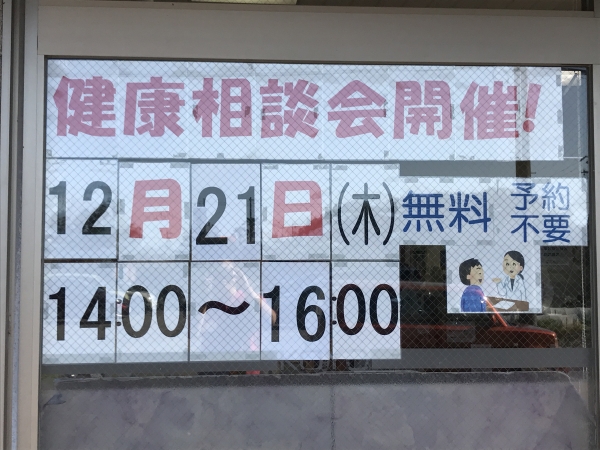 健康相談会開催!
12月21日(木)
無料
予約
不要
14:00〜16:00